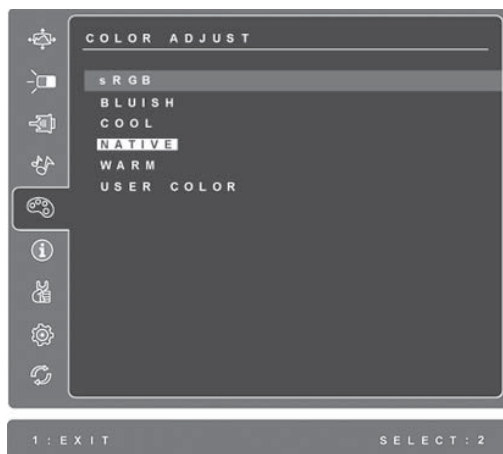 COLOR ADJUST
sRGB
BLUISH
COOL
NATIVE
WARM
USER COLOR
1:EXIT SELECT:2